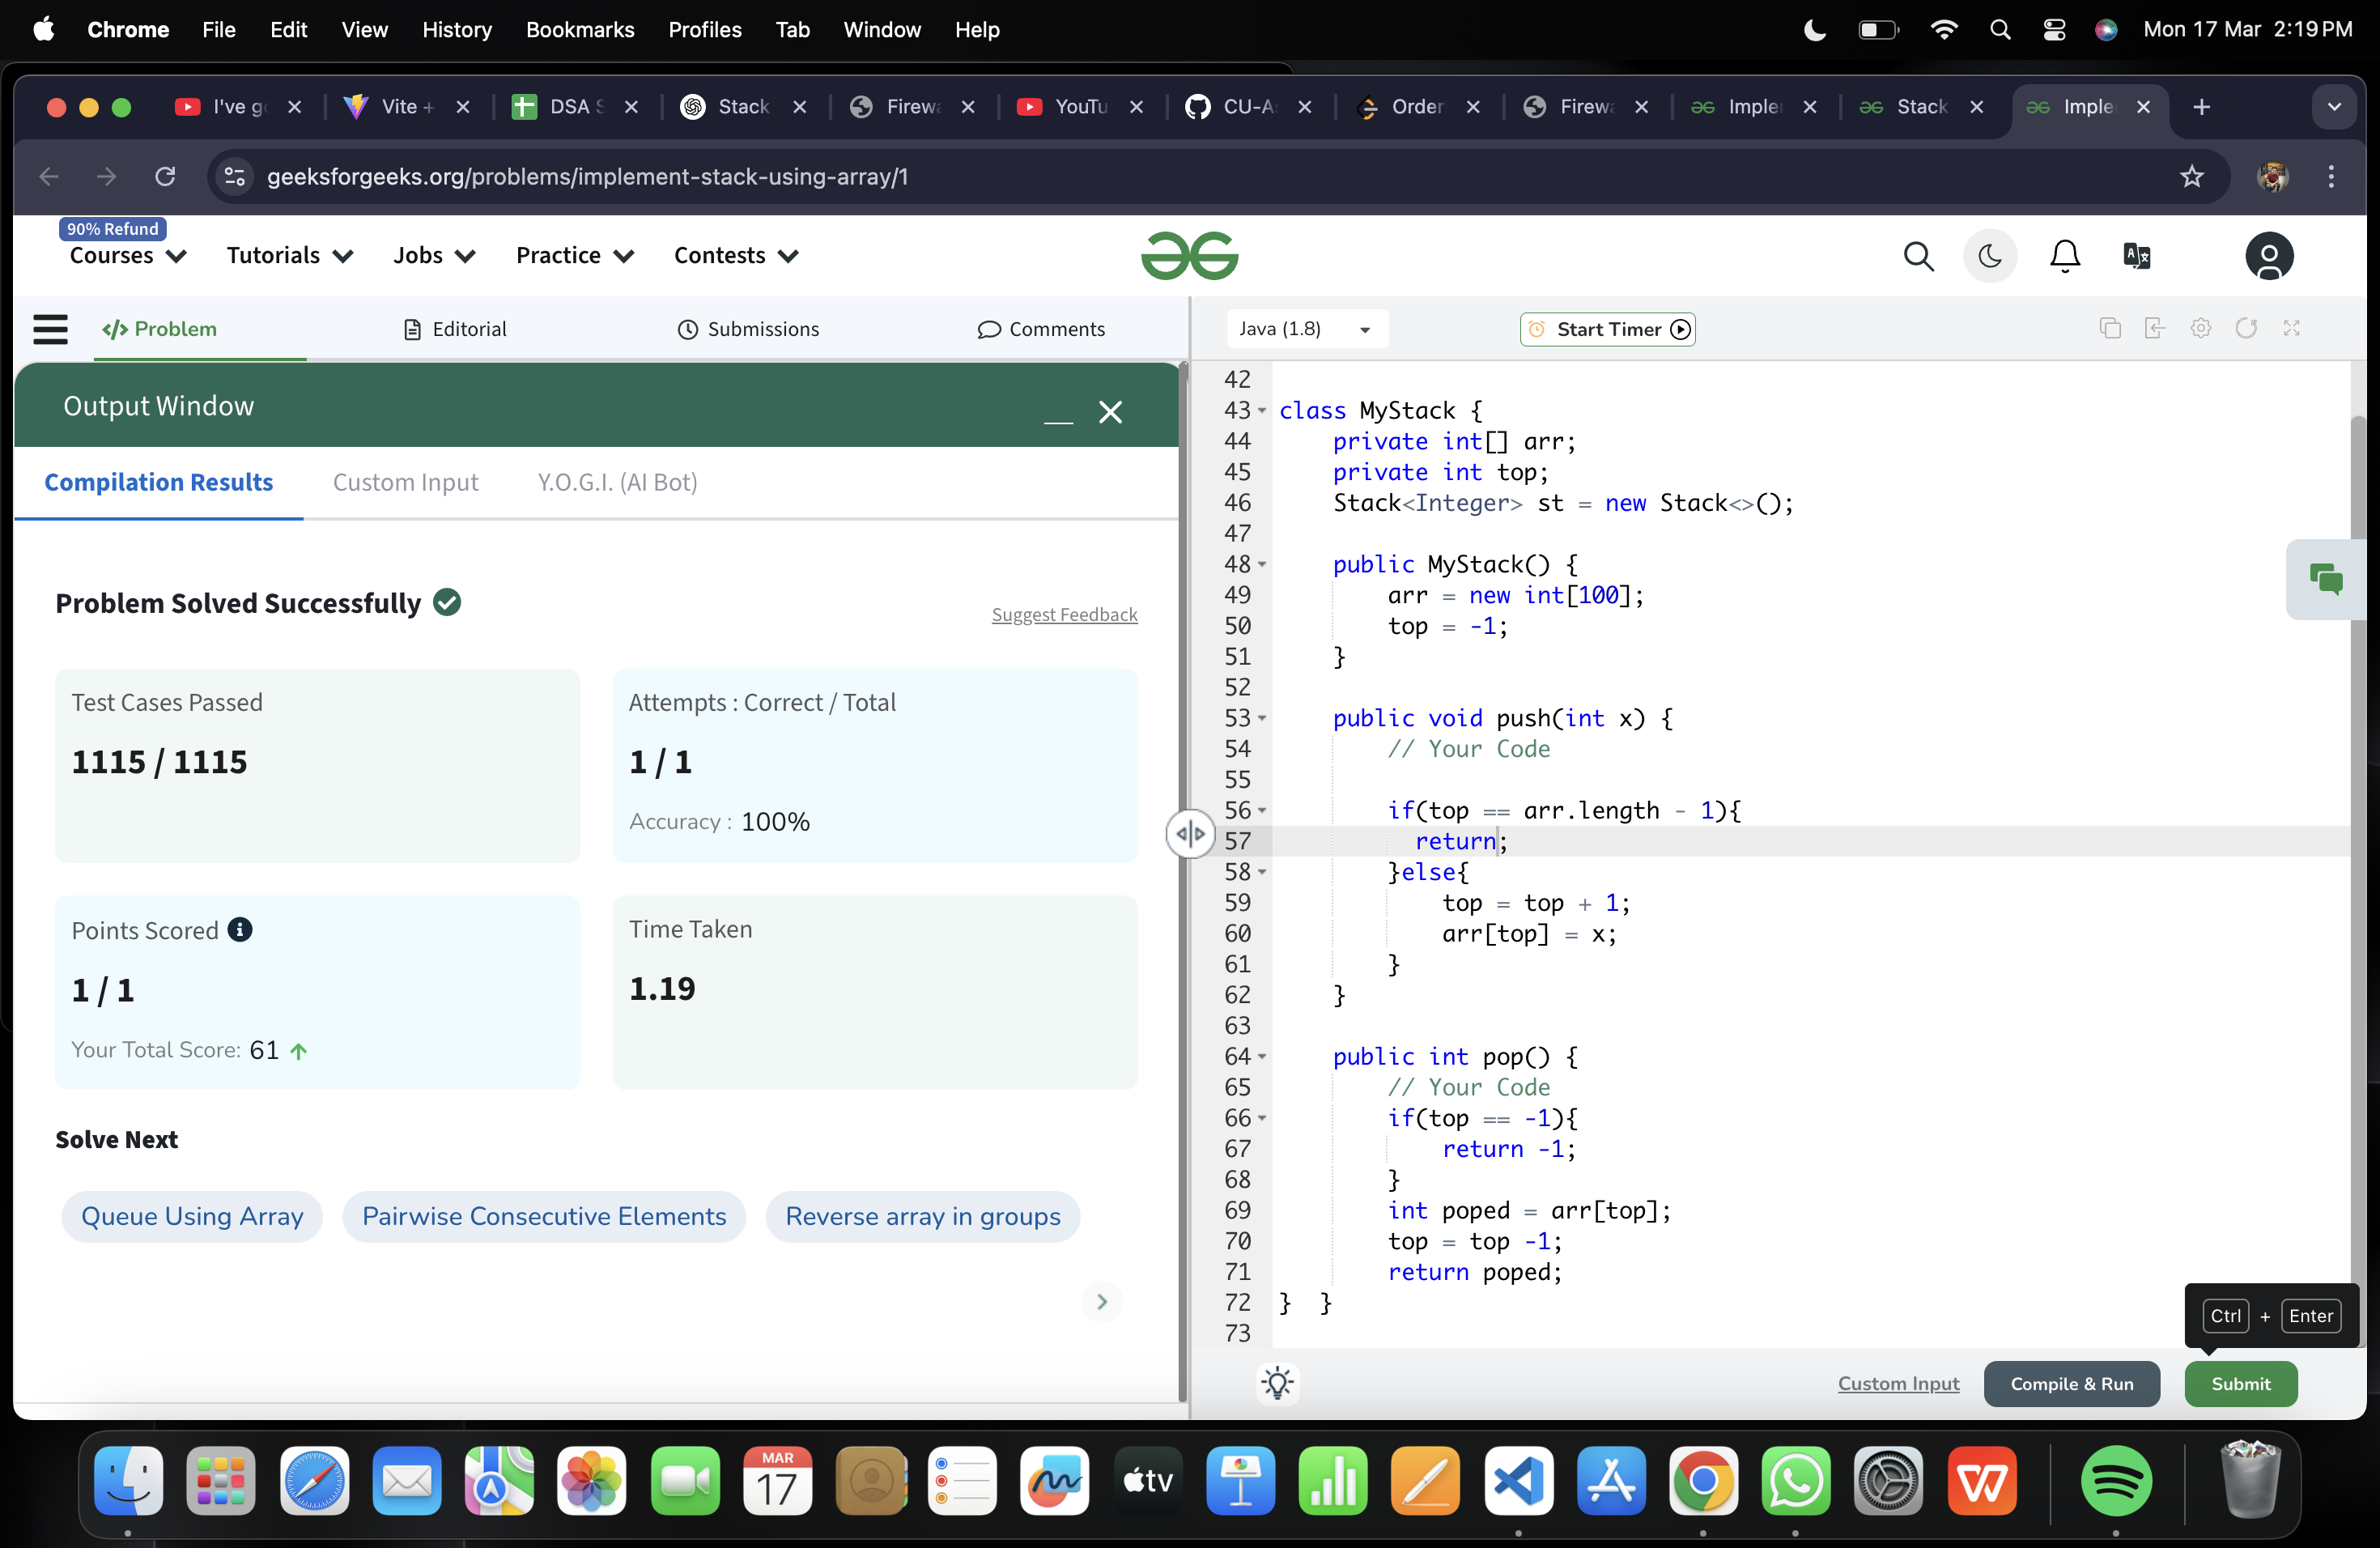 Chrome File Edit View History Bookmarks Profiles Tab Window Help Mon 17 Mar 2:19 PM
I've g Vite + DSA S Stack Firewa YouTu CU-A Order Firewa Imple Stack Imple
geeksforgeeks.org/problems/implement-stack-using-array/1
90% Refund
Courses Tutorials Jobs Practice Contests
Problem Editorial Submissions Comments
Java (1.8) Start Timer
Output Window
Compilation Results Custom Input Y.O.G.I. (AI Bot)
Problem Solved Successfully
Suggest Feedback
Test Cases Passed
1115 / 1115
Attempts : Correct / Total
1 / 1
Accuracy : 100%
Points Scored
1 / 1
Your Total Score: 61
Time Taken
1.19
Solve Next
Queue Using Array Pairwise Consecutive Elements Reverse array in groups
42
43 class MyStack {
44 private int[] arr;
45 private int top;
46 Stack<Integer> st = new Stack<>();
47
48 public MyStack() {
49 arr = new int[100];
50 top = -1;
51 }
52
53 public void push(int x) {
54 // Your Code
55
56 if(top == arr.length - 1){
57 return;
58 }else{
59 top = top + 1;
60 arr[top] = x;
61 }
62 }
63
64 public int pop() {
65 // Your Code
66 if(top == -1){
67 return -1;
68 }
69 int poped = arr[top];
70 top = top -1;
71 return poped;
72 } }
73
Ctrl + Enter
Custom Input Compile & Run Submit
MAR
17
tv